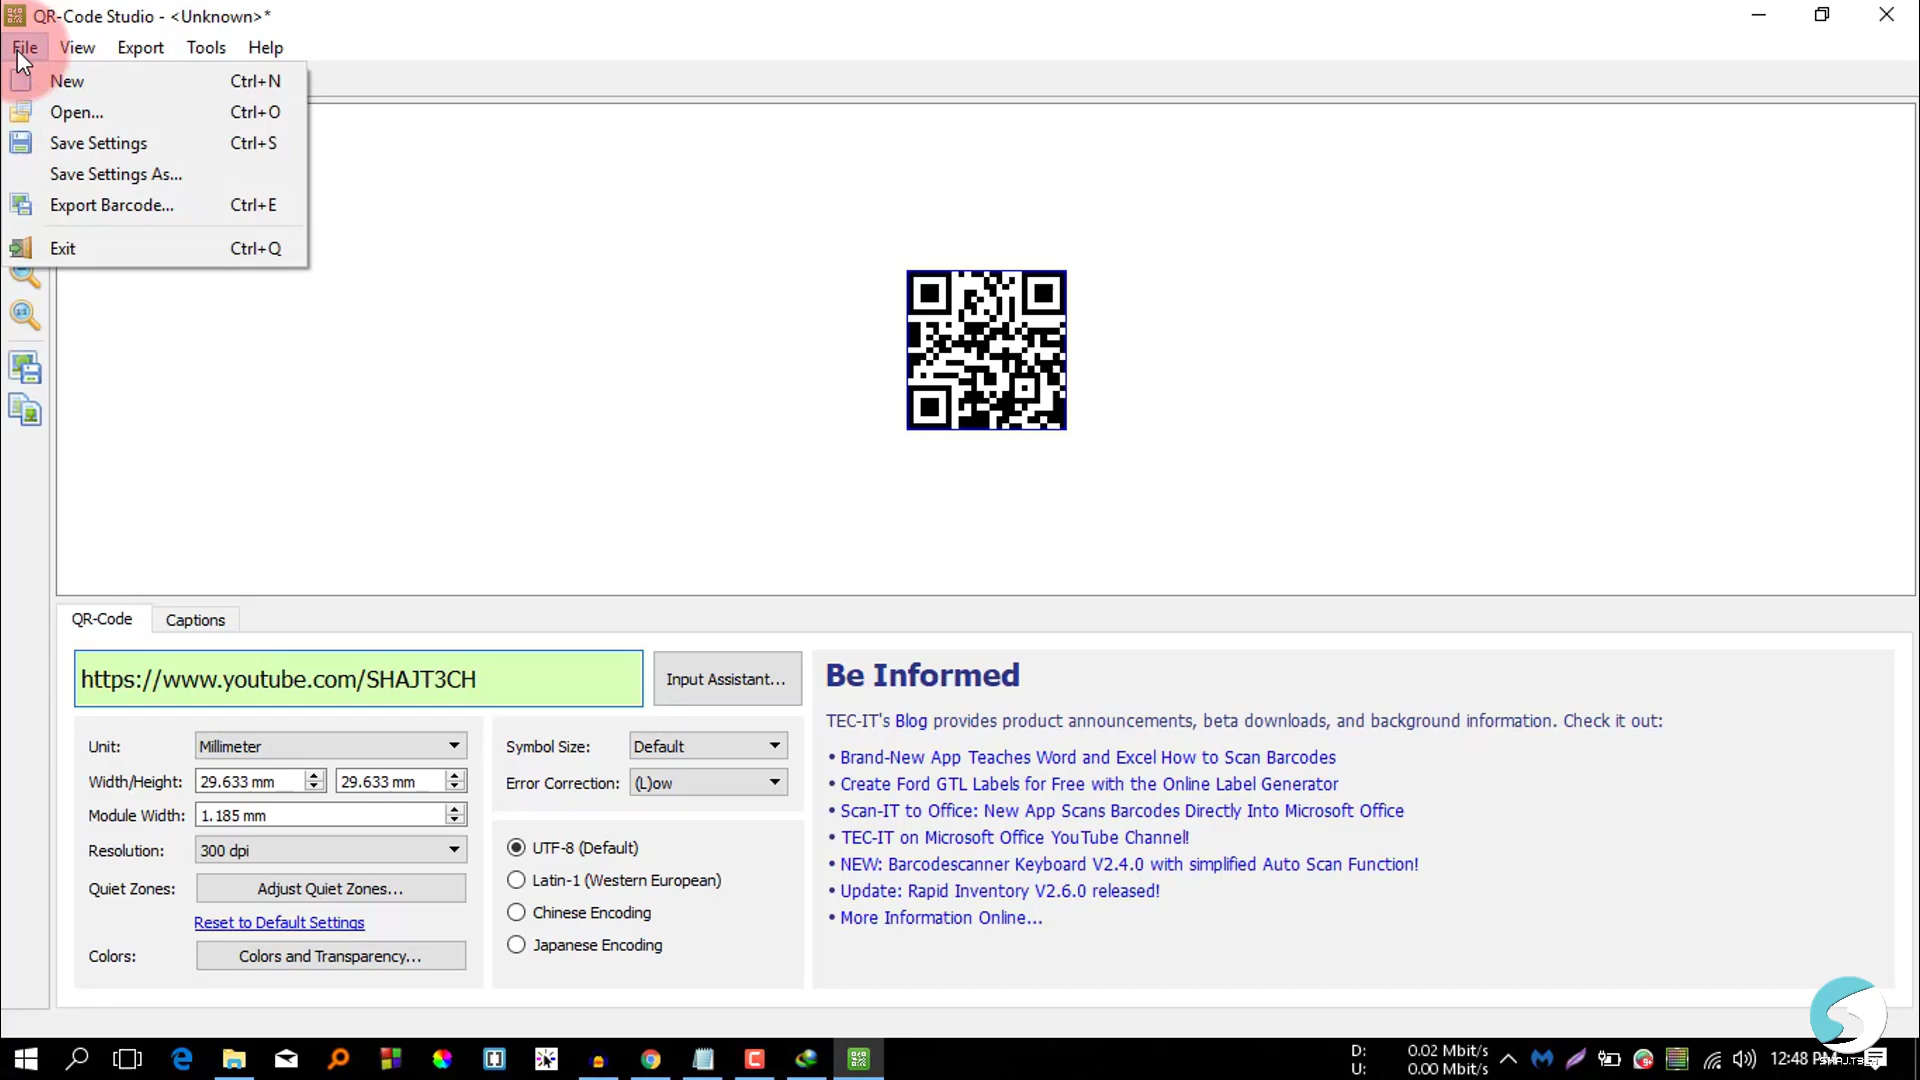 QR-Code Studio - <Unknown>*
File View Export Tools Help
New Ctrl+N
Open... Ctrl+O
Save Settings Ctrl+S
Save Settings As...
Export Barcode... Ctrl+E
Exit Ctrl+Q
QR-Code Captions
https://www.youtube.com/SHAJT3CH Input Assistant...
Unit: Millimeter
Width/Height: 29.633 mm 29.633 mm
Module Width: 1.185 mm
Resolution: 300 dpi
Quiet Zones: Adjust Quiet Zones...
Reset to Default Settings
Colors: Colors and Transparency...
Symbol Size: Default
Error Correction: (L)ow
UTF-8 (Default)
Latin-1 (Western European)
Chinese Encoding
Japanese Encoding
Be Informed
TEC-IT's Blog provides product announcements, beta downloads, and background information. Check it out:
• Brand-New App Teaches Word and Excel How to Scan Barcodes
• Create Ford GTL Labels for Free with the Online Label Generator
• Scan-IT to Office: New App Scans Barcodes Directly Into Microsoft Office
• TEC-IT on Microsoft Office YouTube Channel!
• NEW: Barcodescanner Keyboard V2.4.0 with simplified Auto Scan Function!
• Update: Rapid Inventory V2.6.0 released!
• More Information Online...
D: 0.02 Mbit/s
U: 0.00 Mbit/s
12:48 PM